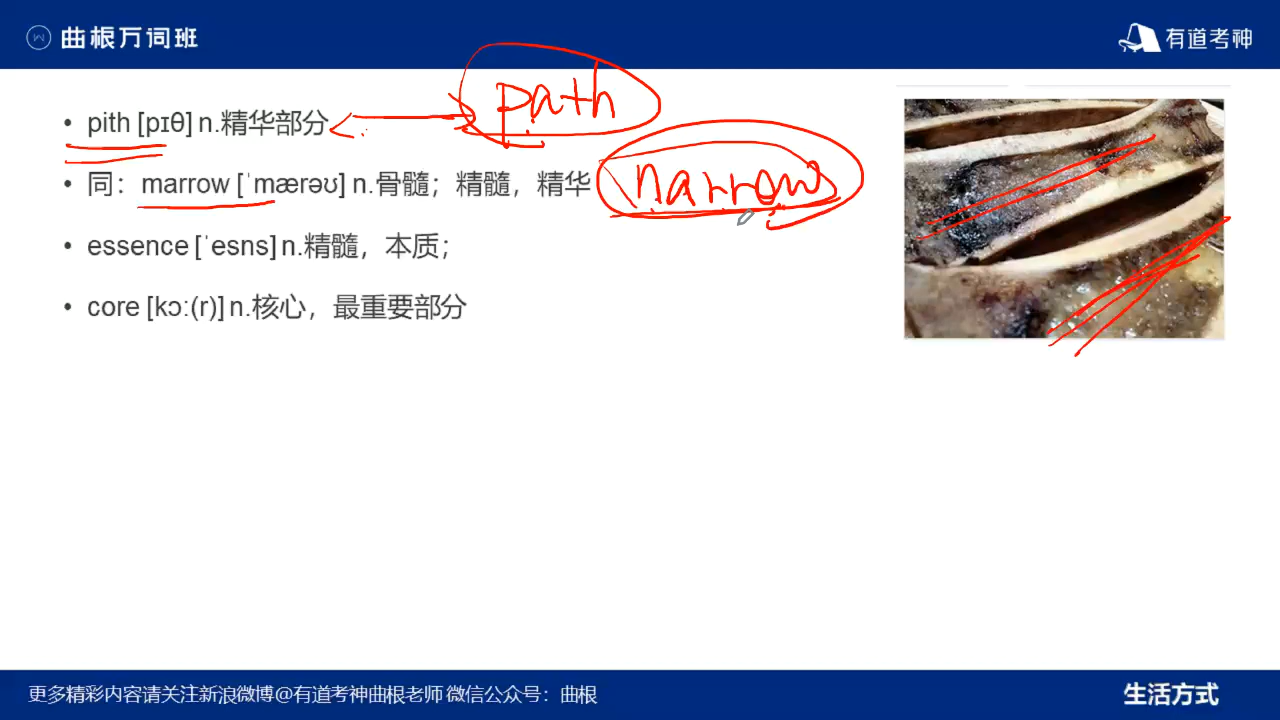 曲根万词班
有道考神
path
• pith [pɪθ] n.精华部分
• 同：marrow [ˈmærəʊ] n.骨髓；精髓，精华 narrow
• essence [ˈesns] n.精髓，本质；
• core [kɔː(r)] n.核心，最重要部分
更多精彩内容请关注新浪微博@有道考神曲根老师 微信公众号：曲根
生活方式